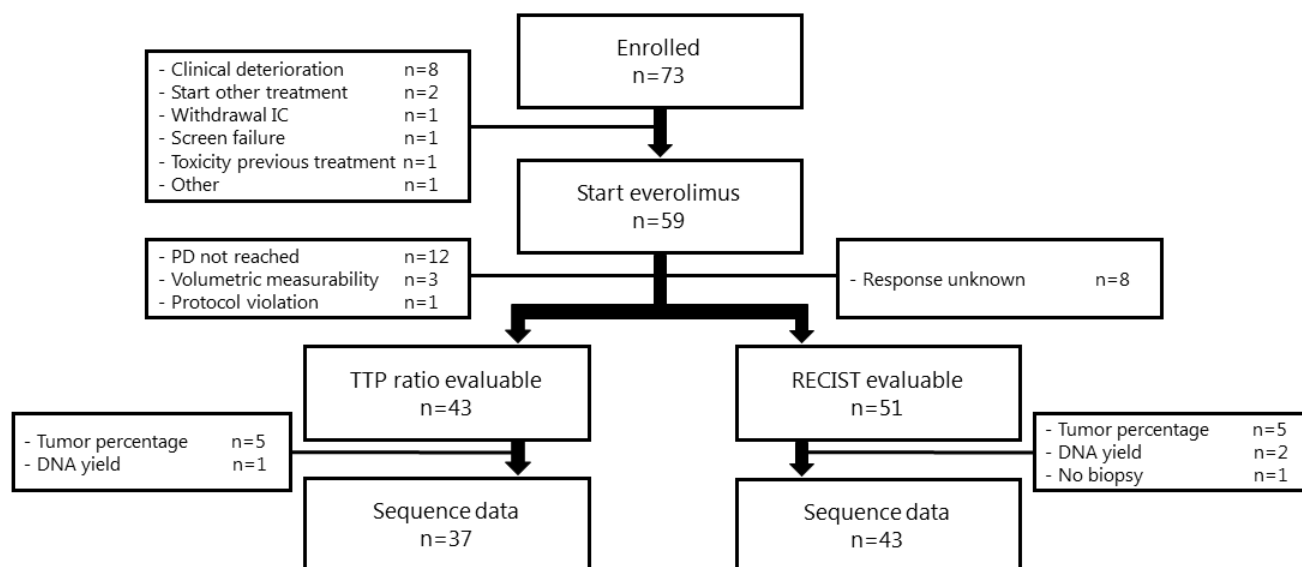 Enrolled
n=73
- Clinical deterioration n=8
- Start other treatment n=2
- Withdrawal IC n=1
- Screen failure n=1
- Toxicity previous treatment n=1
- Other n=1
Start everolimus
n=59
- PD not reached n=12
- Volumetric measurability n=3
- Protocol violation n=1
- Response unknown n=8
TTP ratio evaluable
n=43
RECIST evaluable
n=51
- Tumor percentage n=5
- DNA yield n=1
- Tumor percentage n=5
- DNA yield n=2
- No biopsy n=1
Sequence data
n=37
Sequence data
n=43